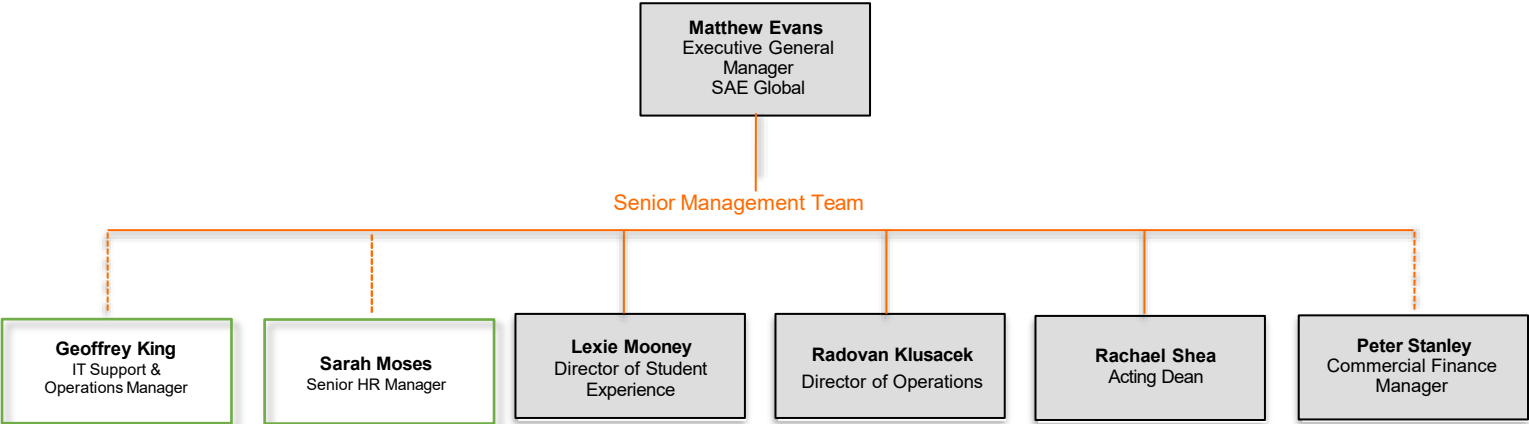 Matthew Evans
Executive General
Manager
SAE Global
Senior Management Team
Geoffrey King
IT Support &
Operations Manager
Sarah Moses
Senior HR Manager
Lexie Mooney
Director of Student
Experience
Radovan Klusacek
Director of Operations
Rachael Shea
Acting Dean
Peter Stanley
Commercial Finance
Manager